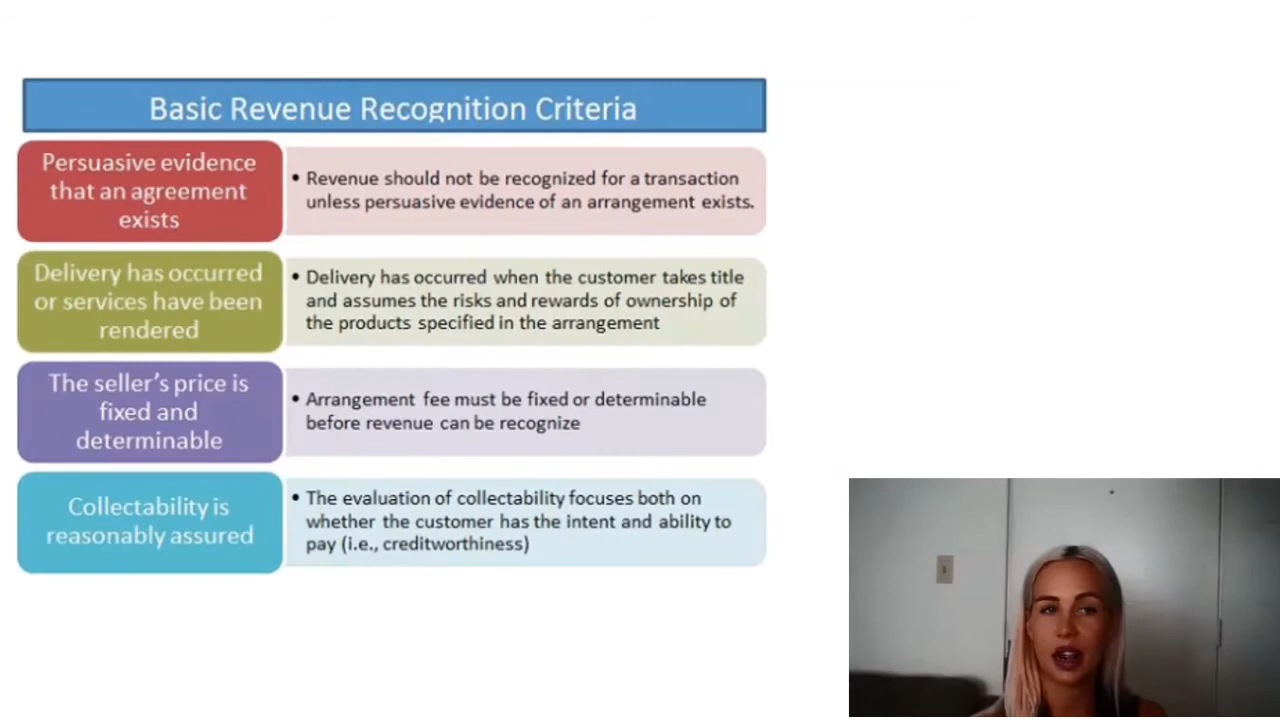 Basic Revenue Recognition Criteria
Persuasive evidence
that an agreement
exists
• Revenue should not be recognized for a transaction
unless persuasive evidence of an arrangement exists.
Delivery has occurred
or services have been
rendered
• Delivery has occurred when the customer takes title
and assumes the risks and rewards of ownership of
the products specified in the arrangement
The seller's price is
fixed and
determinable
• Arrangement fee must be fixed or determinable
before revenue can be recognize
Collectability is
reasonably assured
• The evaluation of collectability focuses both on
whether the customer has the intent and ability to
pay (i.e., creditworthiness)